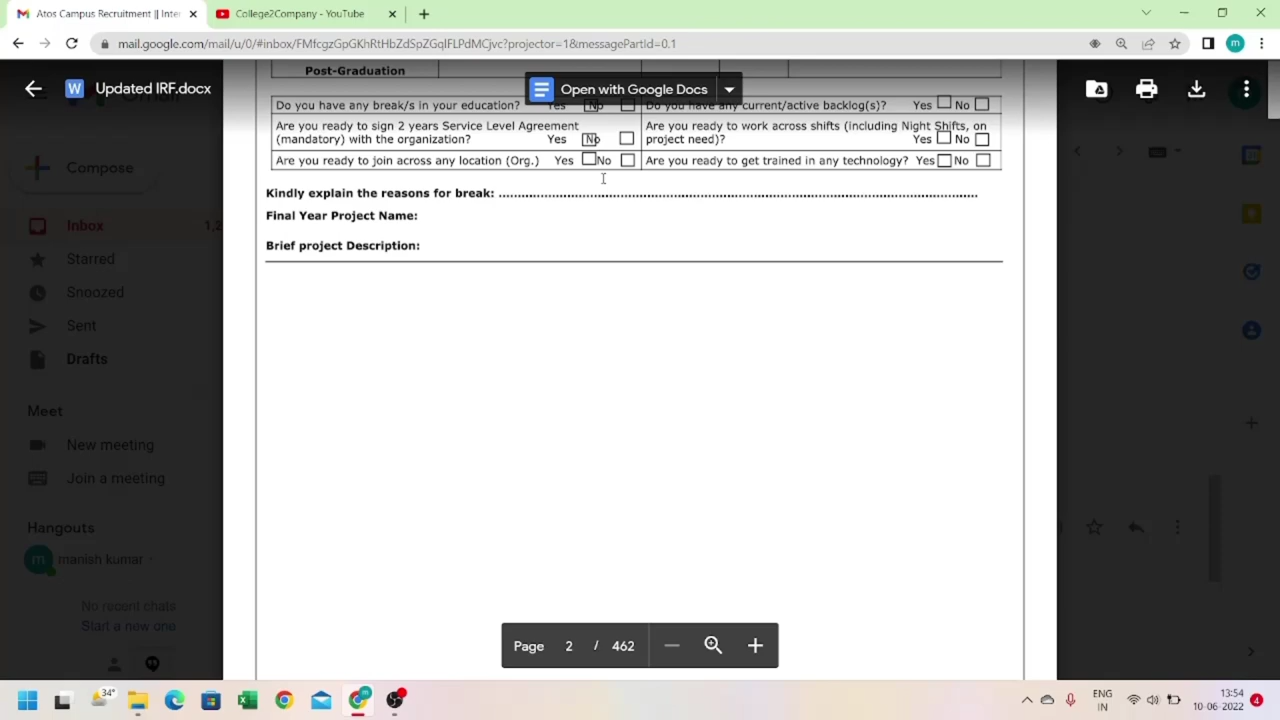 Atos Campus Recruitment || Inte
College2Company - YouTube
mail.google.com/mail/u/0/#inbox/FMfcgzGpGKhRtHbZdSpZGqlFLPdMCjvc?projector=1&messagePartId=0.1
Updated IRF.docx
Open with Google Docs
Post-Graduation
Do you have any break/s in your education? Yes No
Do you have any current/active backlog(s)? Yes No
Are you ready to sign 2 years Service Level Agreement
(mandatory) with the organization? Yes No
Are you ready to work across shifts (including Night Shifts, on
project need)? Yes No
Are you ready to join across any location (Org.) Yes No
Are you ready to get trained in any technology? Yes No
Kindly explain the reasons for break: ....................................................................................................
Final Year Project Name:
Brief project Description:
Compose
Inbox 1,2
Starred
Snoozed
Sent
Drafts
Meet
New meeting
Join a meeting
Hangouts
manish kumar
No recent chats
Start a new one
Page 2 / 462
34°
ENG
IN
13:54
10-06-2022
4